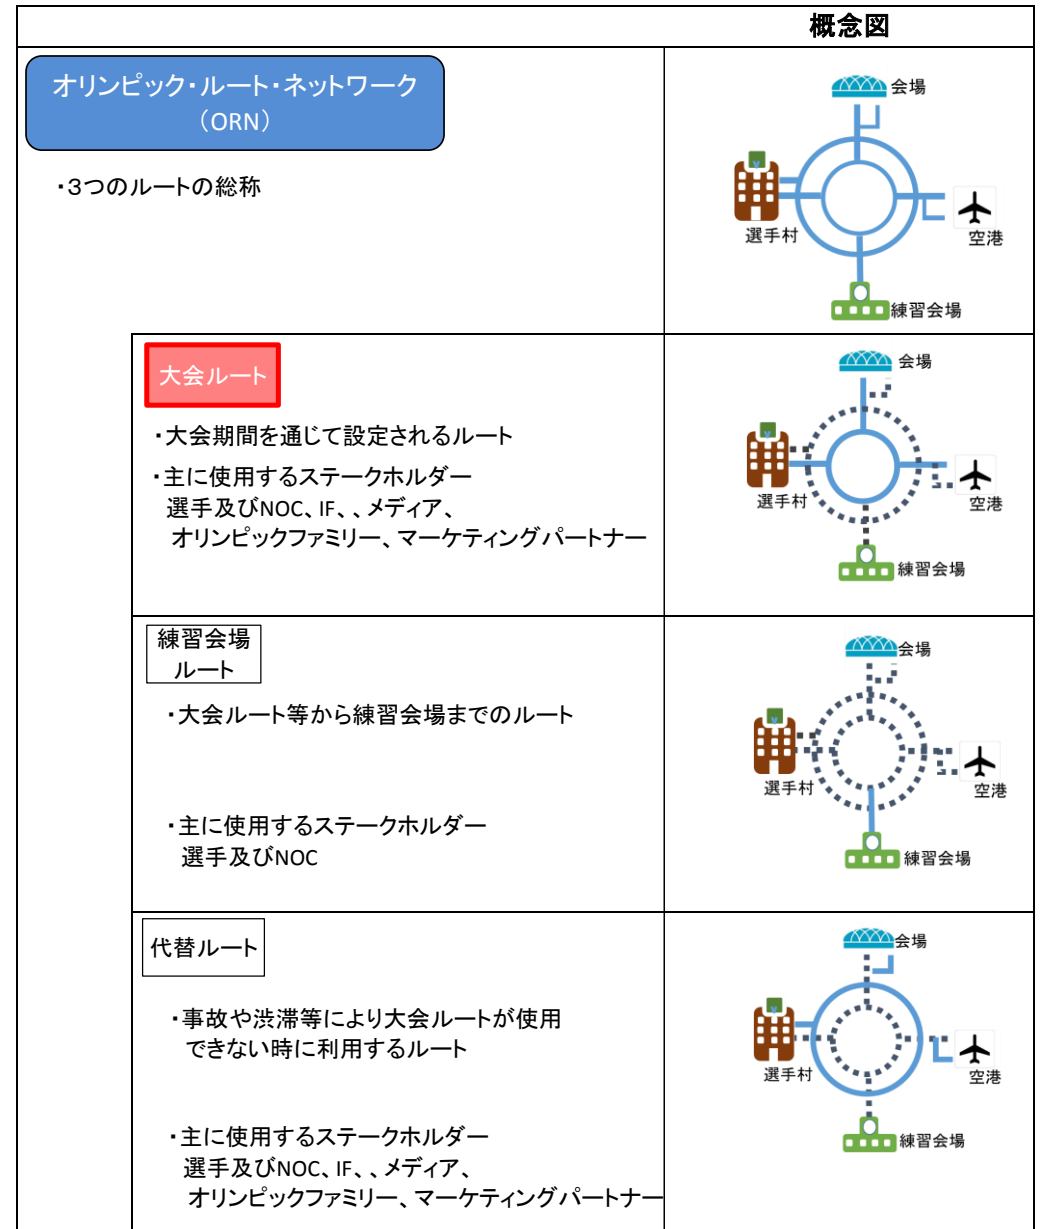 概念図
オリンピック・ルート・ネットワーク
（ORN）
・３つのルートの総称
会場
選手村
空港
練習会場
大会ルート
・大会期間を通じて設定されるルート
・主に使用するステークホルダー
選手及びNOC、IF、、メディア、
オリンピックファミリー、マーケティングパートナー
会場
選手村
空港
練習会場
練習会場
ルート
・大会ルート等から練習会場までのルート
・主に使用するステークホルダー
選手及びNOC
会場
選手村
空港
練習会場
代替ルート
・事故や渋滞等により大会ルートが使用
できない時に利用するルート
・主に使用するステークホルダー
選手及びNOC、IF、、メディア、
オリンピックファミリー、マーケティングパートナー
会場
選手村
空港
練習会場